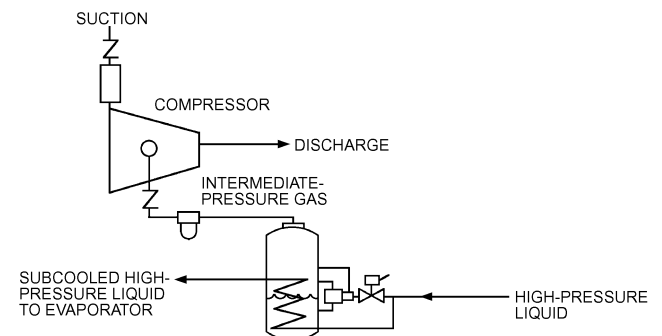 SUCTION
COMPRESSOR
DISCHARGE
INTERMEDIATE-
PRESSURE GAS
SUBCOOLED HIGH-
PRESSURE LIQUID
TO EVAPORATOR
HIGH-PRESSURE
LIQUID